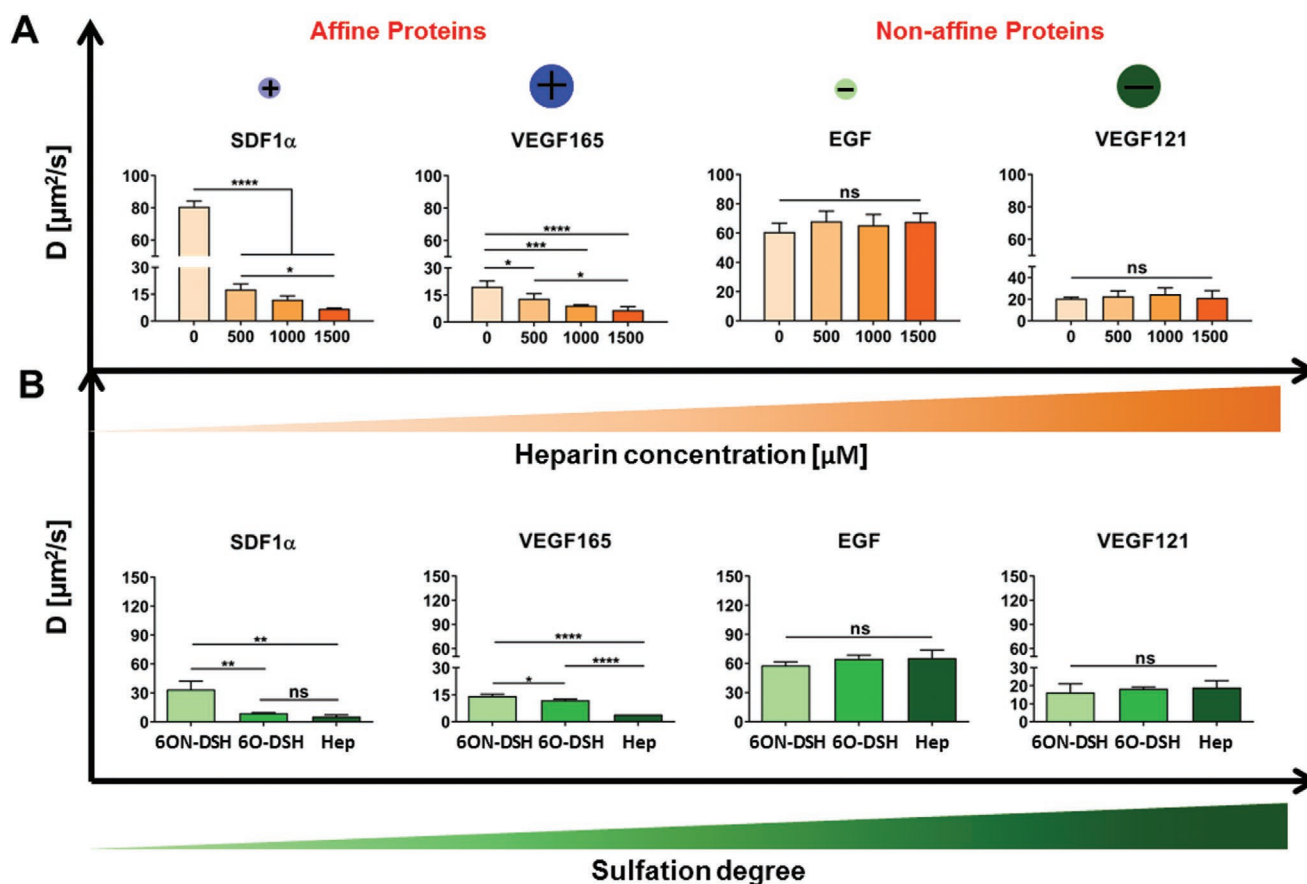 A
Affine Proteins
Non-affine Proteins
+
+
−
−
SDF1α
VEGF165
EGF
VEGF121
D [µm²/s]
100
80
60
30
15
0
****
*
0 500 1000 1500
100
80
60
30
15
0
****
***
*
*
0 500 1000 1500
100
80
60
40
20
0
ns
0 500 1000 1500
100
80
60
40
20
0
ns
0 500 1000 1500
B
Heparin concentration [µM]
SDF1α
VEGF165
EGF
VEGF121
D [µm²/s]
150
120
90
60
30
0
**
**
ns
6ON-DSH 6O-DSH Hep
150
120
90
60
30
15
0
****
****
*
6ON-DSH 6O-DSH Hep
150
120
90
60
30
0
ns
6ON-DSH 6O-DSH Hep
150
120
90
60
30
20
10
0
ns
6ON-DSH 6O-DSH Hep
Sulfation degree